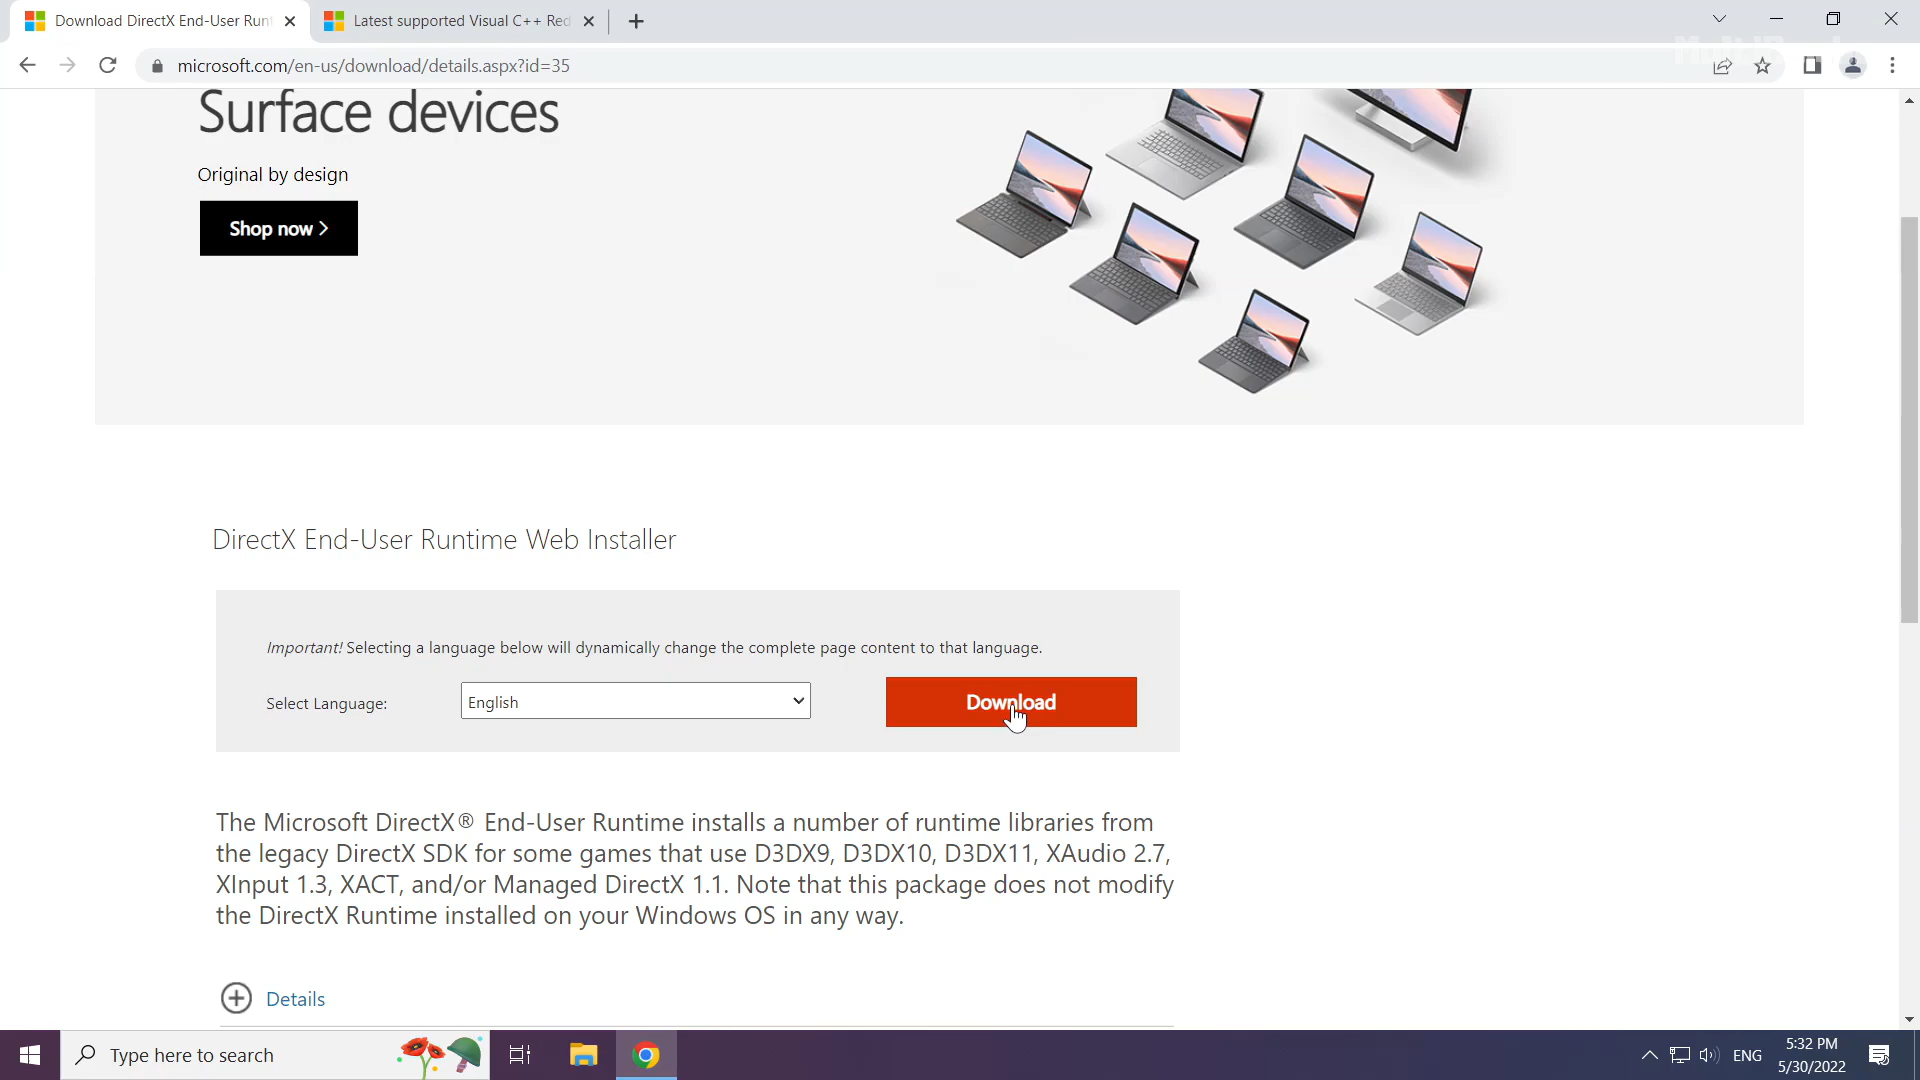 Download DirectX End-User Runt
Latest supported Visual C++ Red
microsoft.com/en-us/download/details.aspx?id=35
Surface devices
Original by design
Shop now
DirectX End-User Runtime Web Installer
Important! Selecting a language below will dynamically change the complete page content to that language.
Select Language:
English
Download
The Microsoft DirectX® End-User Runtime installs a number of runtime libraries from
the legacy DirectX SDK for some games that use D3DX9, D3DX10, D3DX11, XAudio 2.7,
XInput 1.3, XACT, and/or Managed DirectX 1.1. Note that this package does not modify
the DirectX Runtime installed on your Windows OS in any way.
Details
Type here to search
ENG
5:32 PM
5/30/2022